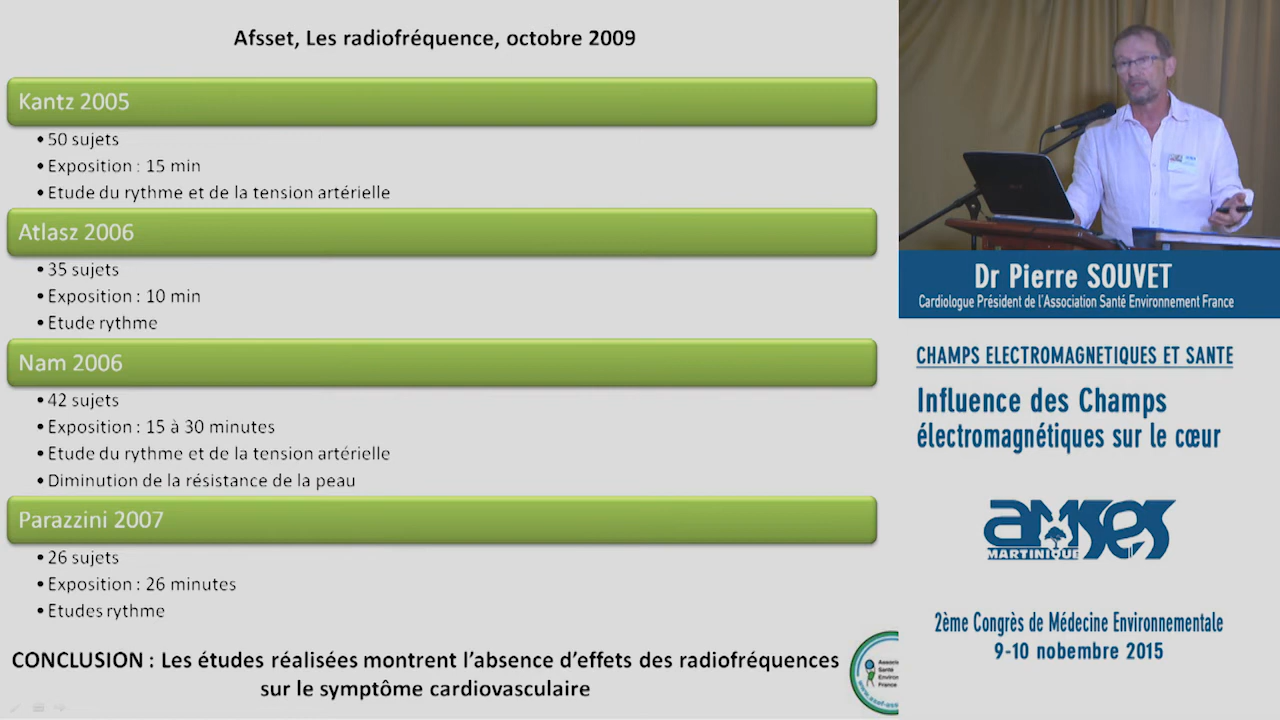 Afsset, Les radiofréquence, octobre 2009
Kantz 2005
• 50 sujets
• Exposition : 15 min
• Etude du rythme et de la tension artérielle
Atlasz 2006
• 35 sujets
• Exposition : 10 min
• Etude rythme
Nam 2006
• 42 sujets
• Exposition : 15 à 30 minutes
• Etude du rythme et de la tension artérielle
• Diminution de la résistance de la peau
Parazzini 2007
• 26 sujets
• Exposition : 26 minutes
• Etudes rythme
CONCLUSION : Les études réalisées montrent l'absence d'effets des radiofréquences
sur le symptôme cardiovasculaire
Dr Pierre SOUVET
Cardiologue Président de l'Association Santé Environnement France
CHAMPS ELECTROMAGNETIQUES ET SANTE
Influence des Champs
électromagnétiques sur le cœur
amses
MARTINIQUE
2ème Congrès de Médecine Environnementale
9-10 nobembre 2015